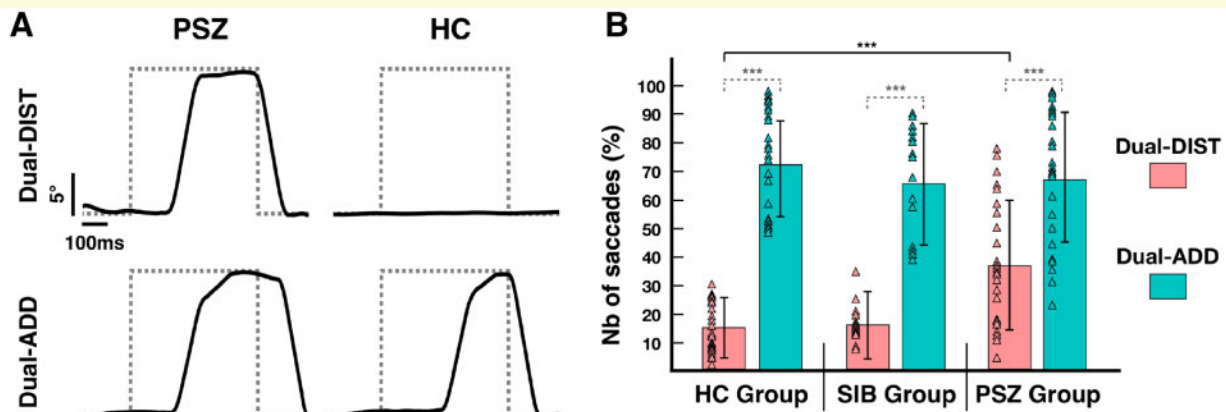 A
PSZ
HC
Dual-DIST
5°
100ms
Dual-ADD
B
***
***
***
***
Nb of saccades (%)
100
90
80
70
60
50
40
30
20
10
HC Group
SIB Group
PSZ Group
Dual-DIST
Dual-ADD